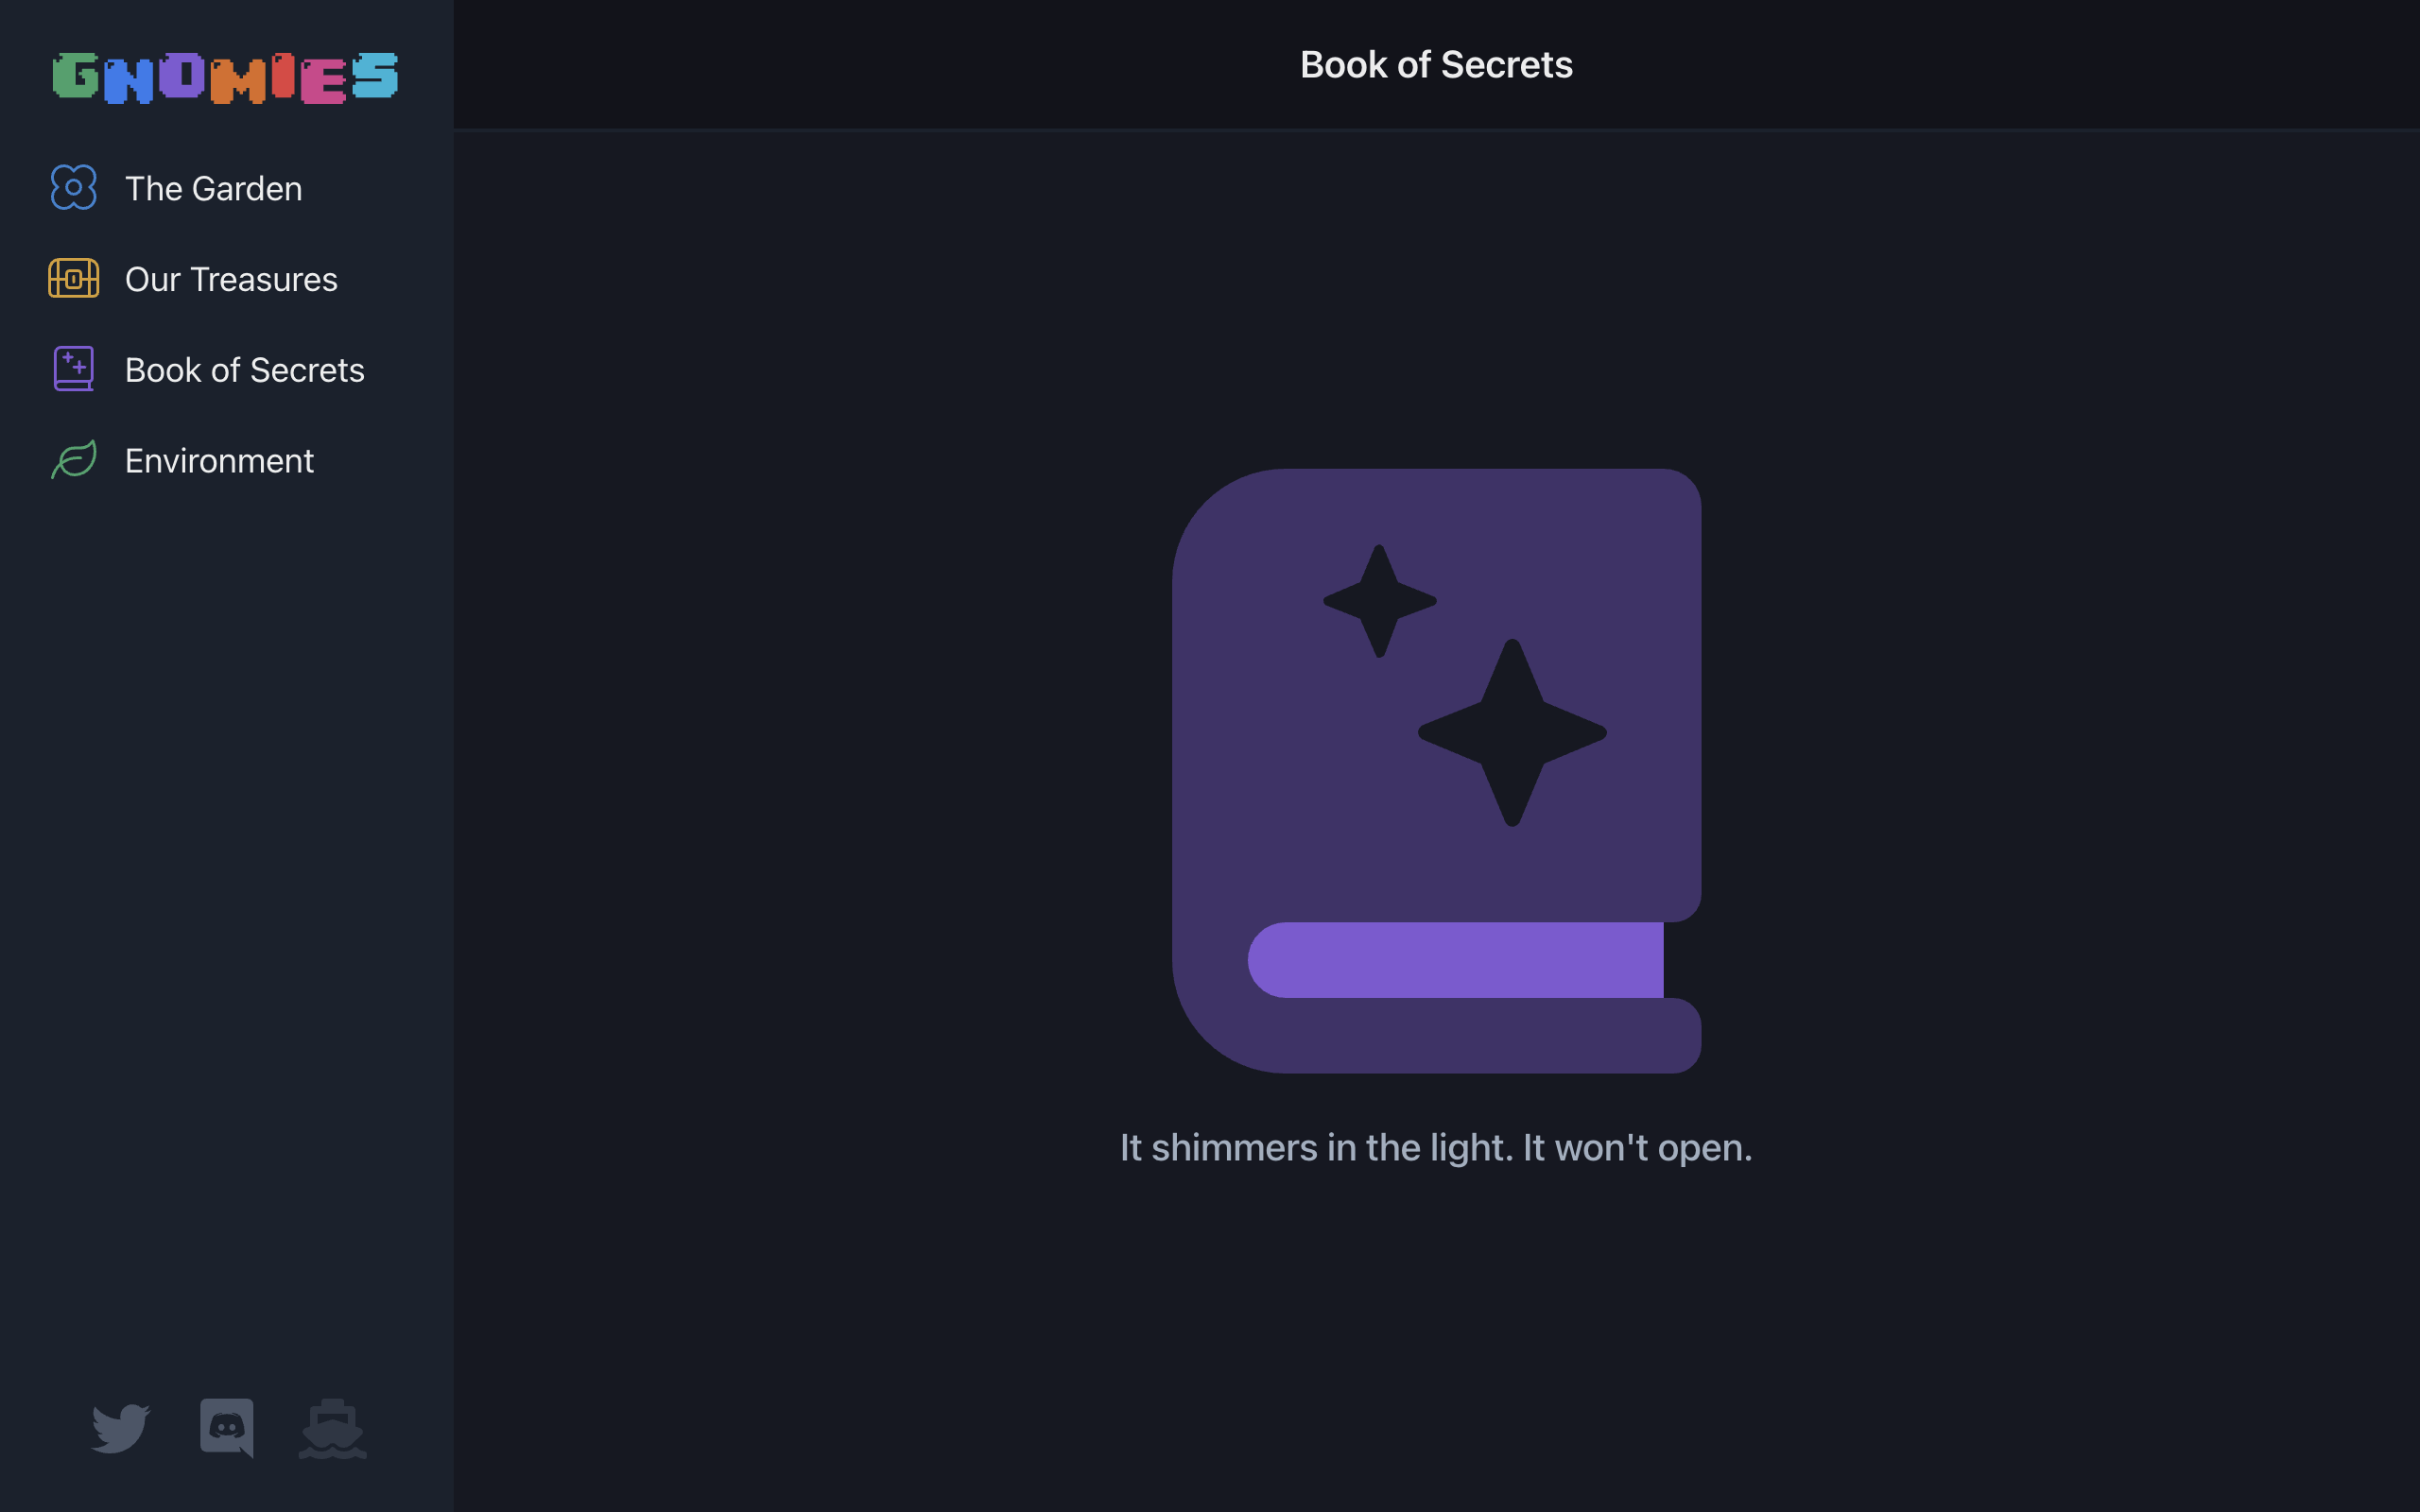 GNOMIES
The Garden
Our Treasures
Book of Secrets
Environment
Book of Secrets
It shimmers in the light. It won't open.